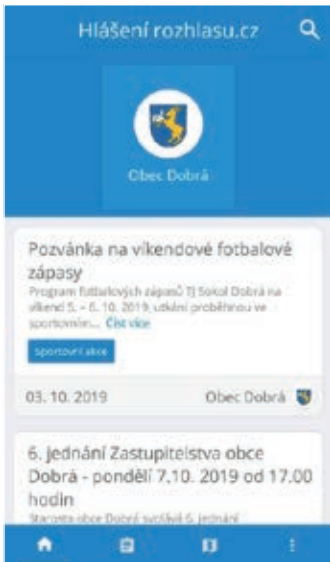 Hlášení rozhlasu.cz
Obec Dobrá
Pozvánka na víkendové fotbalové
zápasy
Program fotbalových zápasů TJ Sokol Dobrá na
víkend 5. - 6. 10. 2019, utkání proběhnou ve
sportovním... Číst více
Sportovní akce
03. 10. 2019 Obec Dobrá
6. jednání Zastupitelstva obce
Dobrá - pondělí 7.10. 2019 od 17.00
hodin
Starosta obce Dobrá svolává 6. jednání